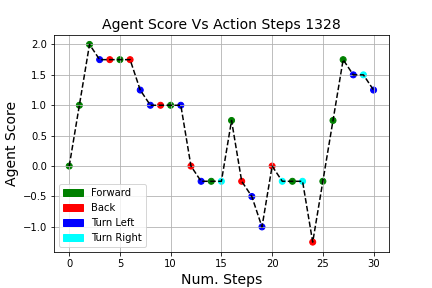 Agent Score Vs Action Steps 1328
Agent Score
2.0
1.5
1.0
0.5
0.0
−0.5
−1.0
Forward
Back
Turn Left
Turn Right
0 5 10 15 20 25 30
Num. Steps